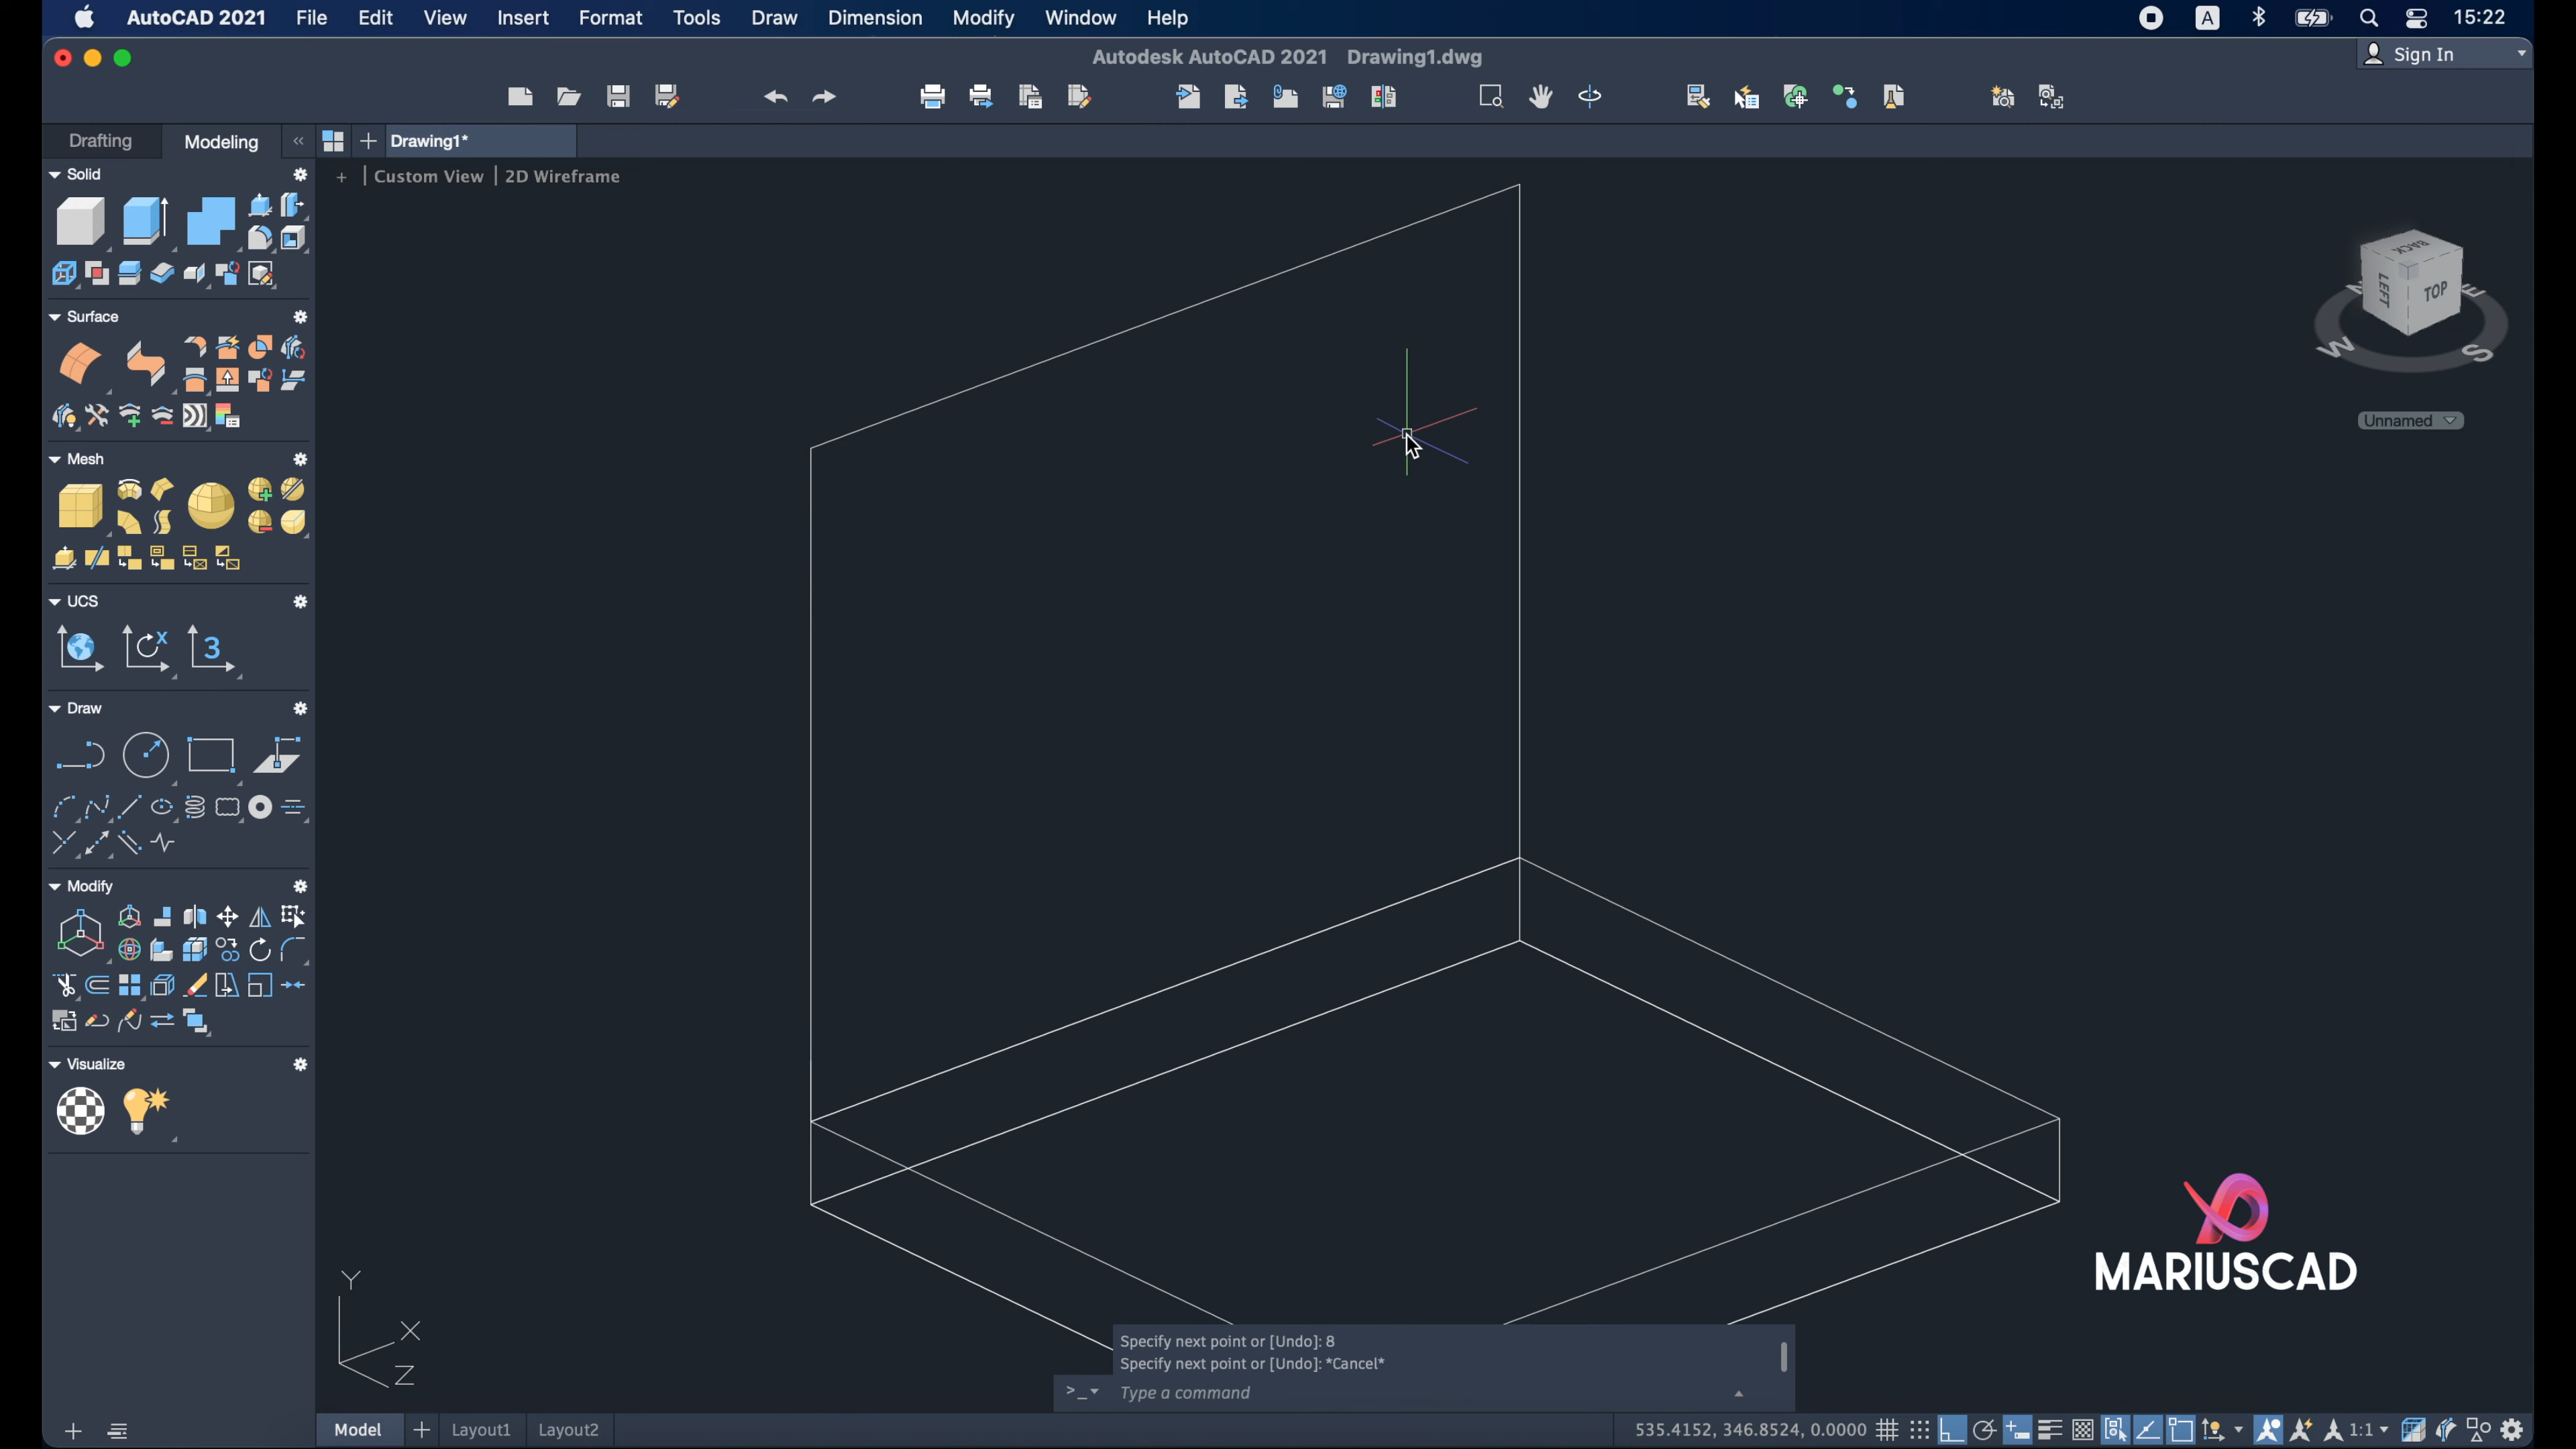 AutoCAD 2021 File Edit View Insert Format Tools Draw Dimension Modify Window Help A 15:22
Autodesk AutoCAD 2021 Drawing1.dwg
Sign In
Drafting Modeling « + Drawing1*
Solid
+ Custom View 2D Wireframe
BACK
LEFT TOP
W S
Unnamed
Surface
Mesh
UCS
X
3
Draw
Modify
Visualize
MARIUSCAD
Y
X
Z
Specify next point or [Undo]: 8
Specify next point or [Undo]: *Cancel*
>_ Type a command
Model + Layout1 Layout2
535.4152, 346.8524, 0.0000 1:1